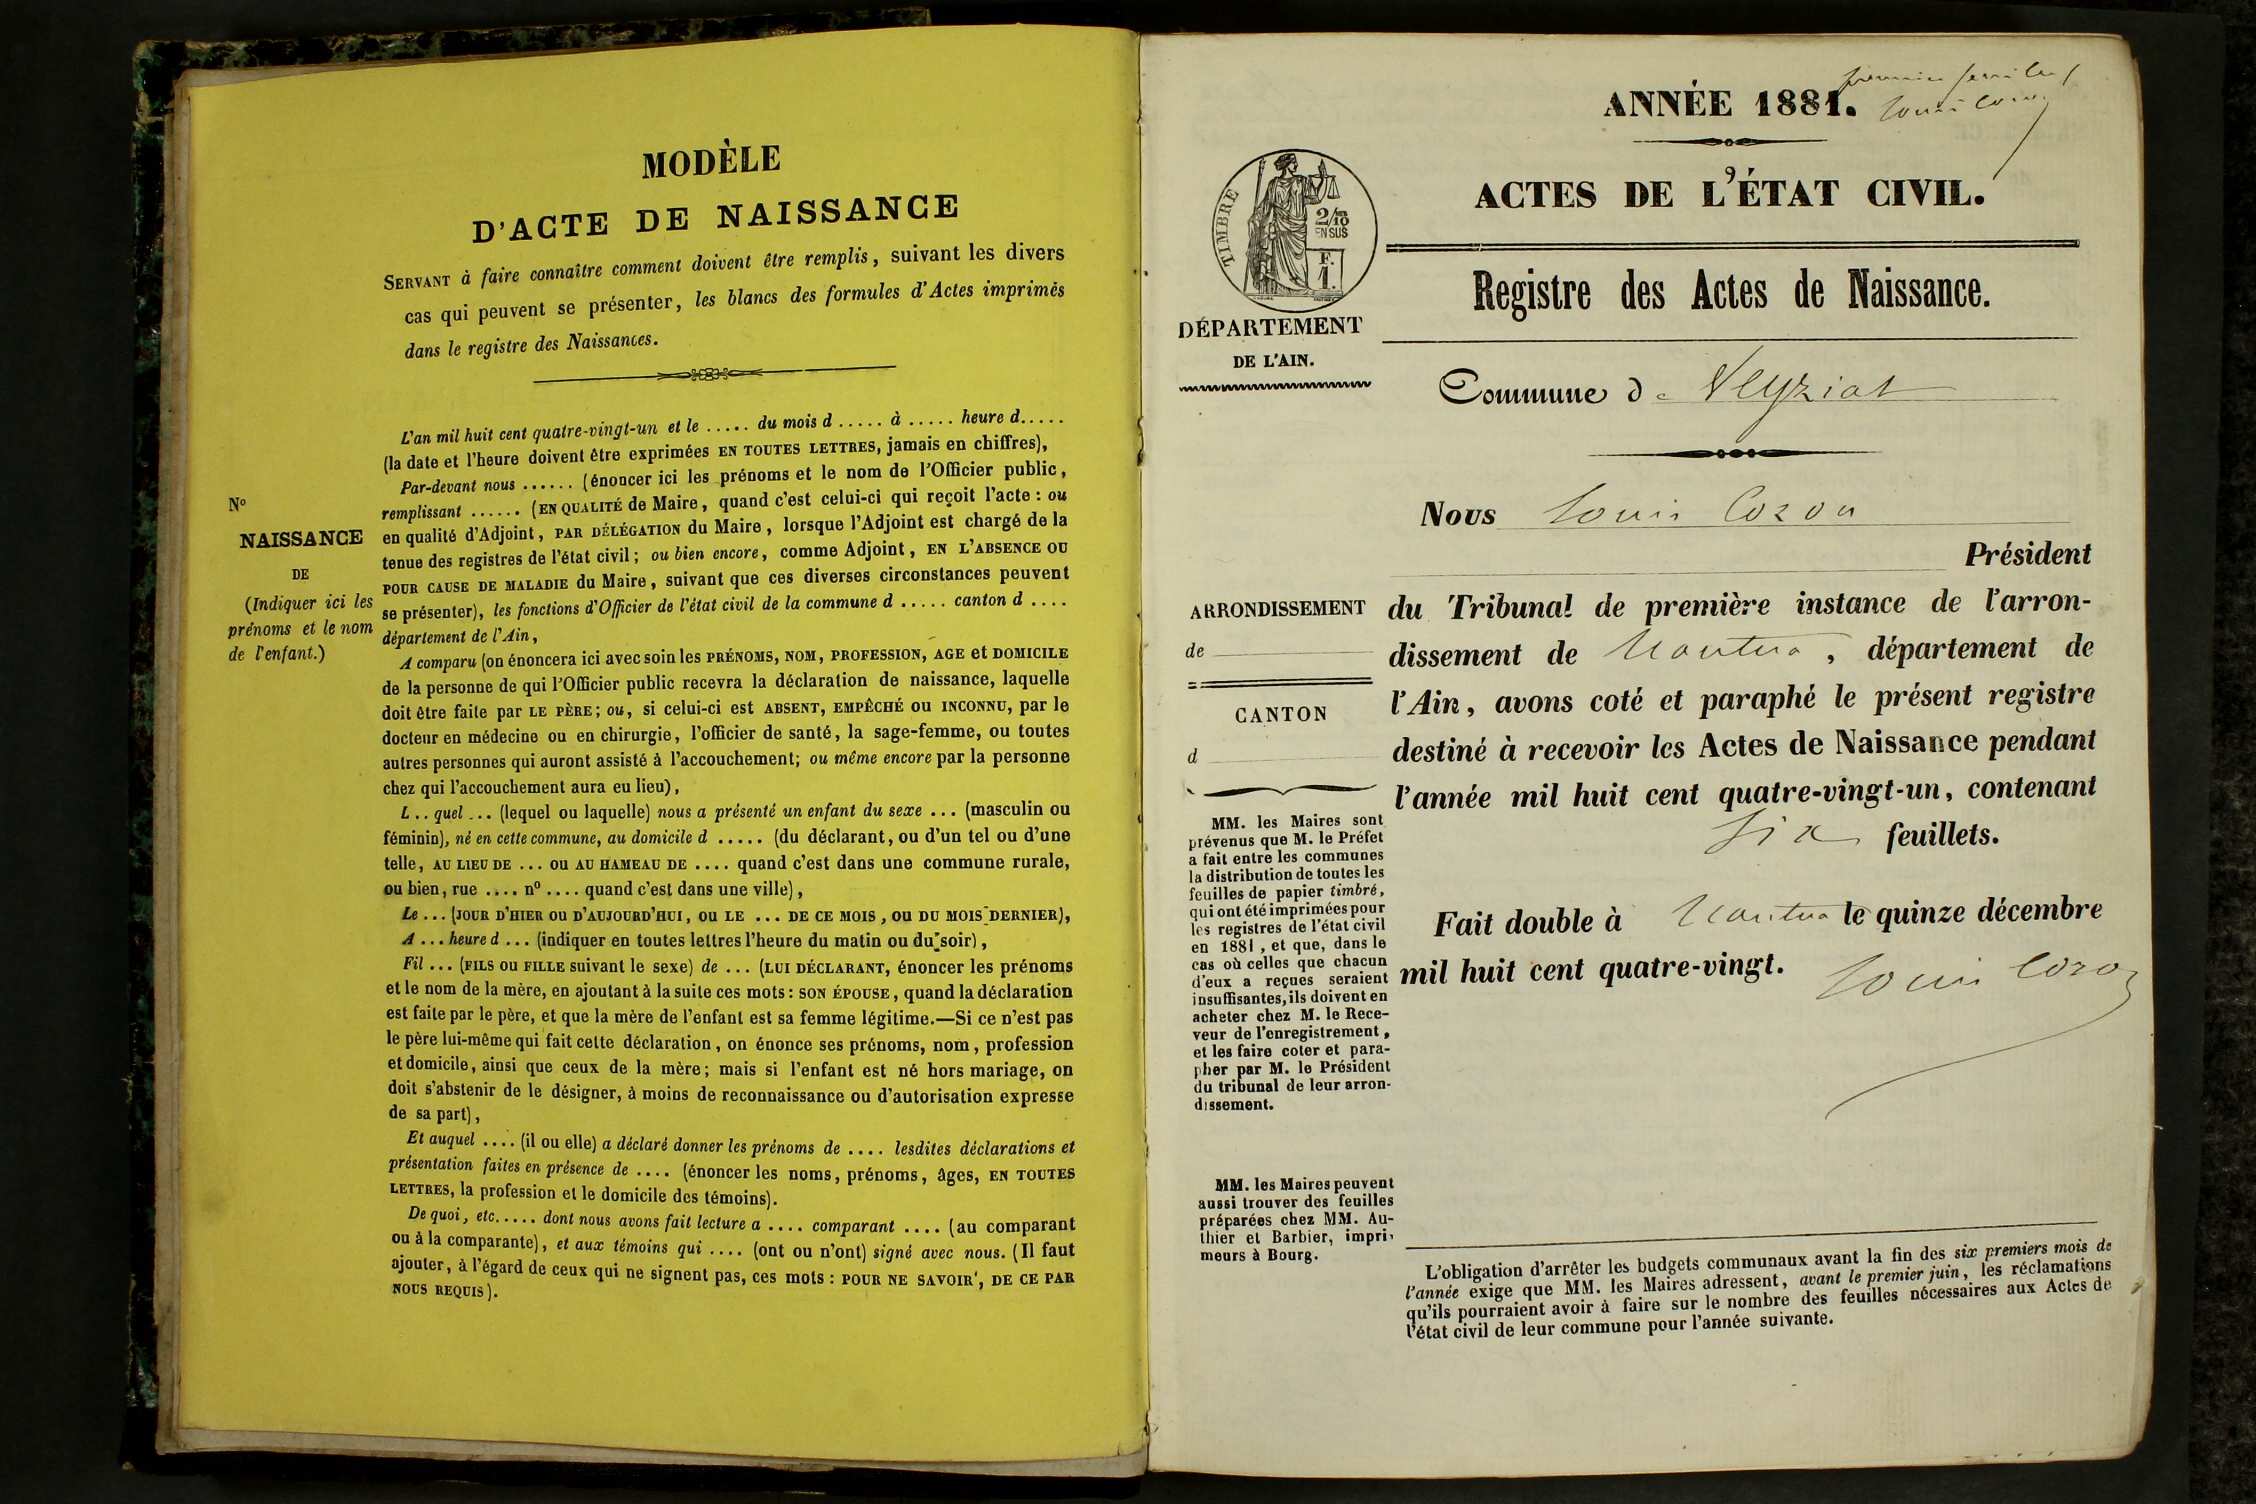 MODÈLE
D'ACTE DE NAISSANCE
SERVANT à faire connaître comment doivent être remplis, suivant les divers
cas qui peuvent se présenter, les blancs des formules d'Actes imprimés
dans le registre des Naissances.
L'an mil huit cent quatre-vingt-un et le ..... du mois d ..... à ..... heure d.....
(la date et l'heure doivent être exprimées EN TOUTES LETTRES, jamais en chiffres),
Par-devant nous ...... (énoncer ici les prénoms et le nom de l'Officier public,
remplissant ...... (EN QUALITÉ de Maire, quand c'est celui-ci qui reçoit l'acte : ou
en qualité d'Adjoint, PAR DÉLÉGATION du Maire, lorsque l'Adjoint est chargé de la
tenue des registres de l'état civil ; ou bien encore, comme Adjoint, EN L'ABSENCE OU
POUR CAUSE DE MALADIE du Maire, suivant que ces diverses circonstances peuvent
se présenter), les fonctions d'Officier de l'état civil de la commune d ..... canton d ....
département de l'Ain,
No
NAISSANCE
DE
(Indiquer ici les
prénoms et le nom
de l'enfant.)
A comparu (on énoncera ici avec soin les PRÉNOMS, NOM, PROFESSION, AGE et DOMICILE
de la personne de qui l'Officier public recevra la déclaration de naissance, laquelle
doit être faite par LE PÈRE ; ou, si celui-ci est ABSENT, EMPÊCHÉ OU INCONNU, par le
docteur en médecine ou en chirurgie, l'officier de santé, la sage-femme, ou toutes
autres personnes qui auront assisté à l'accouchement ; ou même encore par la personne
chez qui l'accouchement aura eu lieu),
L .. quel ... (lequel ou laquelle) nous a présenté un enfant du sexe ... (masculin ou
féminin), né en cette commune, au domicile d ..... (du déclarant, ou d'un tel ou d'une
telle, AU LIEU DE ... OU AU HAMEAU DE .... quand c'est dans une commune rurale,
ou bien, rue .... no .... quand c'est dans une ville),
Le ... (JOUR D'HIER OU D'AUJOURD'HUI, OU LE ... DE CE MOIS, OU DU MOIS DERNIER),
A ... heure d ... (indiquer en toutes lettres l'heure du matin ou du soir),
Fil ... (FILS OU FILLE suivant le sexe) de ... (LUI DÉCLARANT, énoncer les prénoms
et le nom de la mère, en ajoutant à la suite ces mots : SON ÉPOUSE, quand la déclaration
est faite par le père, et que la mère de l'enfant est sa femme légitime.—Si ce n'est pas
le père lui-même qui fait cette déclaration, on énonce ses prénoms, nom, profession
et domicile, ainsi que ceux de la mère ; mais si l'enfant est né hors mariage, on
doit s'abstenir de le désigner, à moins de reconnaissance ou d'autorisation expresse
de sa part),
Et auquel .... (il ou elle) a déclaré donner les prénoms de .... lesdites déclarations et
présentation faites en présence de .... (énoncer les noms, prénoms, âges, EN TOUTES
LETTRES, la profession et le domicile des témoins).
De quoi, etc..... dont nous avons fait lecture a .... comparant .... (au comparant
ou à la comparante), et aux témoins qui .... (ont ou n'ont) signé avec nous. (Il faut
ajouter, à l'égard de ceux qui ne signent pas, ces mots : POUR NE SAVOIR, DE CE PAR
NOUS REQUIS).
premier feuillet
Louis Cozon
ANNÉE 1881.
ACTES DE L'ÉTAT CIVIL.
TIMBRE
2/10
EN SUS
F.
1.
DÉPARTEMENT
DE L'AIN.
Registre des Actes de Naissance.
Commune de Veyziat
Nous Louis Cozon
Président
du Tribunal de première instance de l'arron-
dissement de Nantua, département de
l'Ain, avons coté et paraphé le présent registre
destiné à recevoir les Actes de Naissance pendant
l'année mil huit cent quatre-vingt-un, contenant
six feuillets.
Fait double à Nantua le quinze décembre
mil huit cent quatre-vingt.
Louis Cozon
ARRONDISSEMENT
de
CANTON
d
MM. les Maires sont
prévenus que M. le Préfet
a fait entre les communes
la distribution de toutes les
feuilles de papier timbré,
qui ont été imprimées pour
les registres de l'état civil
en 1881, et que, dans le
cas où celles que chacun
d'eux a reçues seraient
insuffisantes, ils doivent en
acheter chez M. le Rece-
veur de l'enregistrement,
et les faire coter et para-
pher par M. le Président
du tribunal de leur arron-
dissement.
MM. les Maires peuvent
aussi trouver des feuilles
préparées chez MM. Au-
thier et Barbier, impri-
meurs à Bourg.
L'obligation d'arrêter les budgets communaux avant la fin des six premiers mois de
l'année exige que MM. les Maires adressent, avant le premier juin, les réclamations
qu'ils pourraient avoir à faire sur le nombre des feuilles nécessaires aux Actes de
l'état civil de leur commune pour l'année suivante.